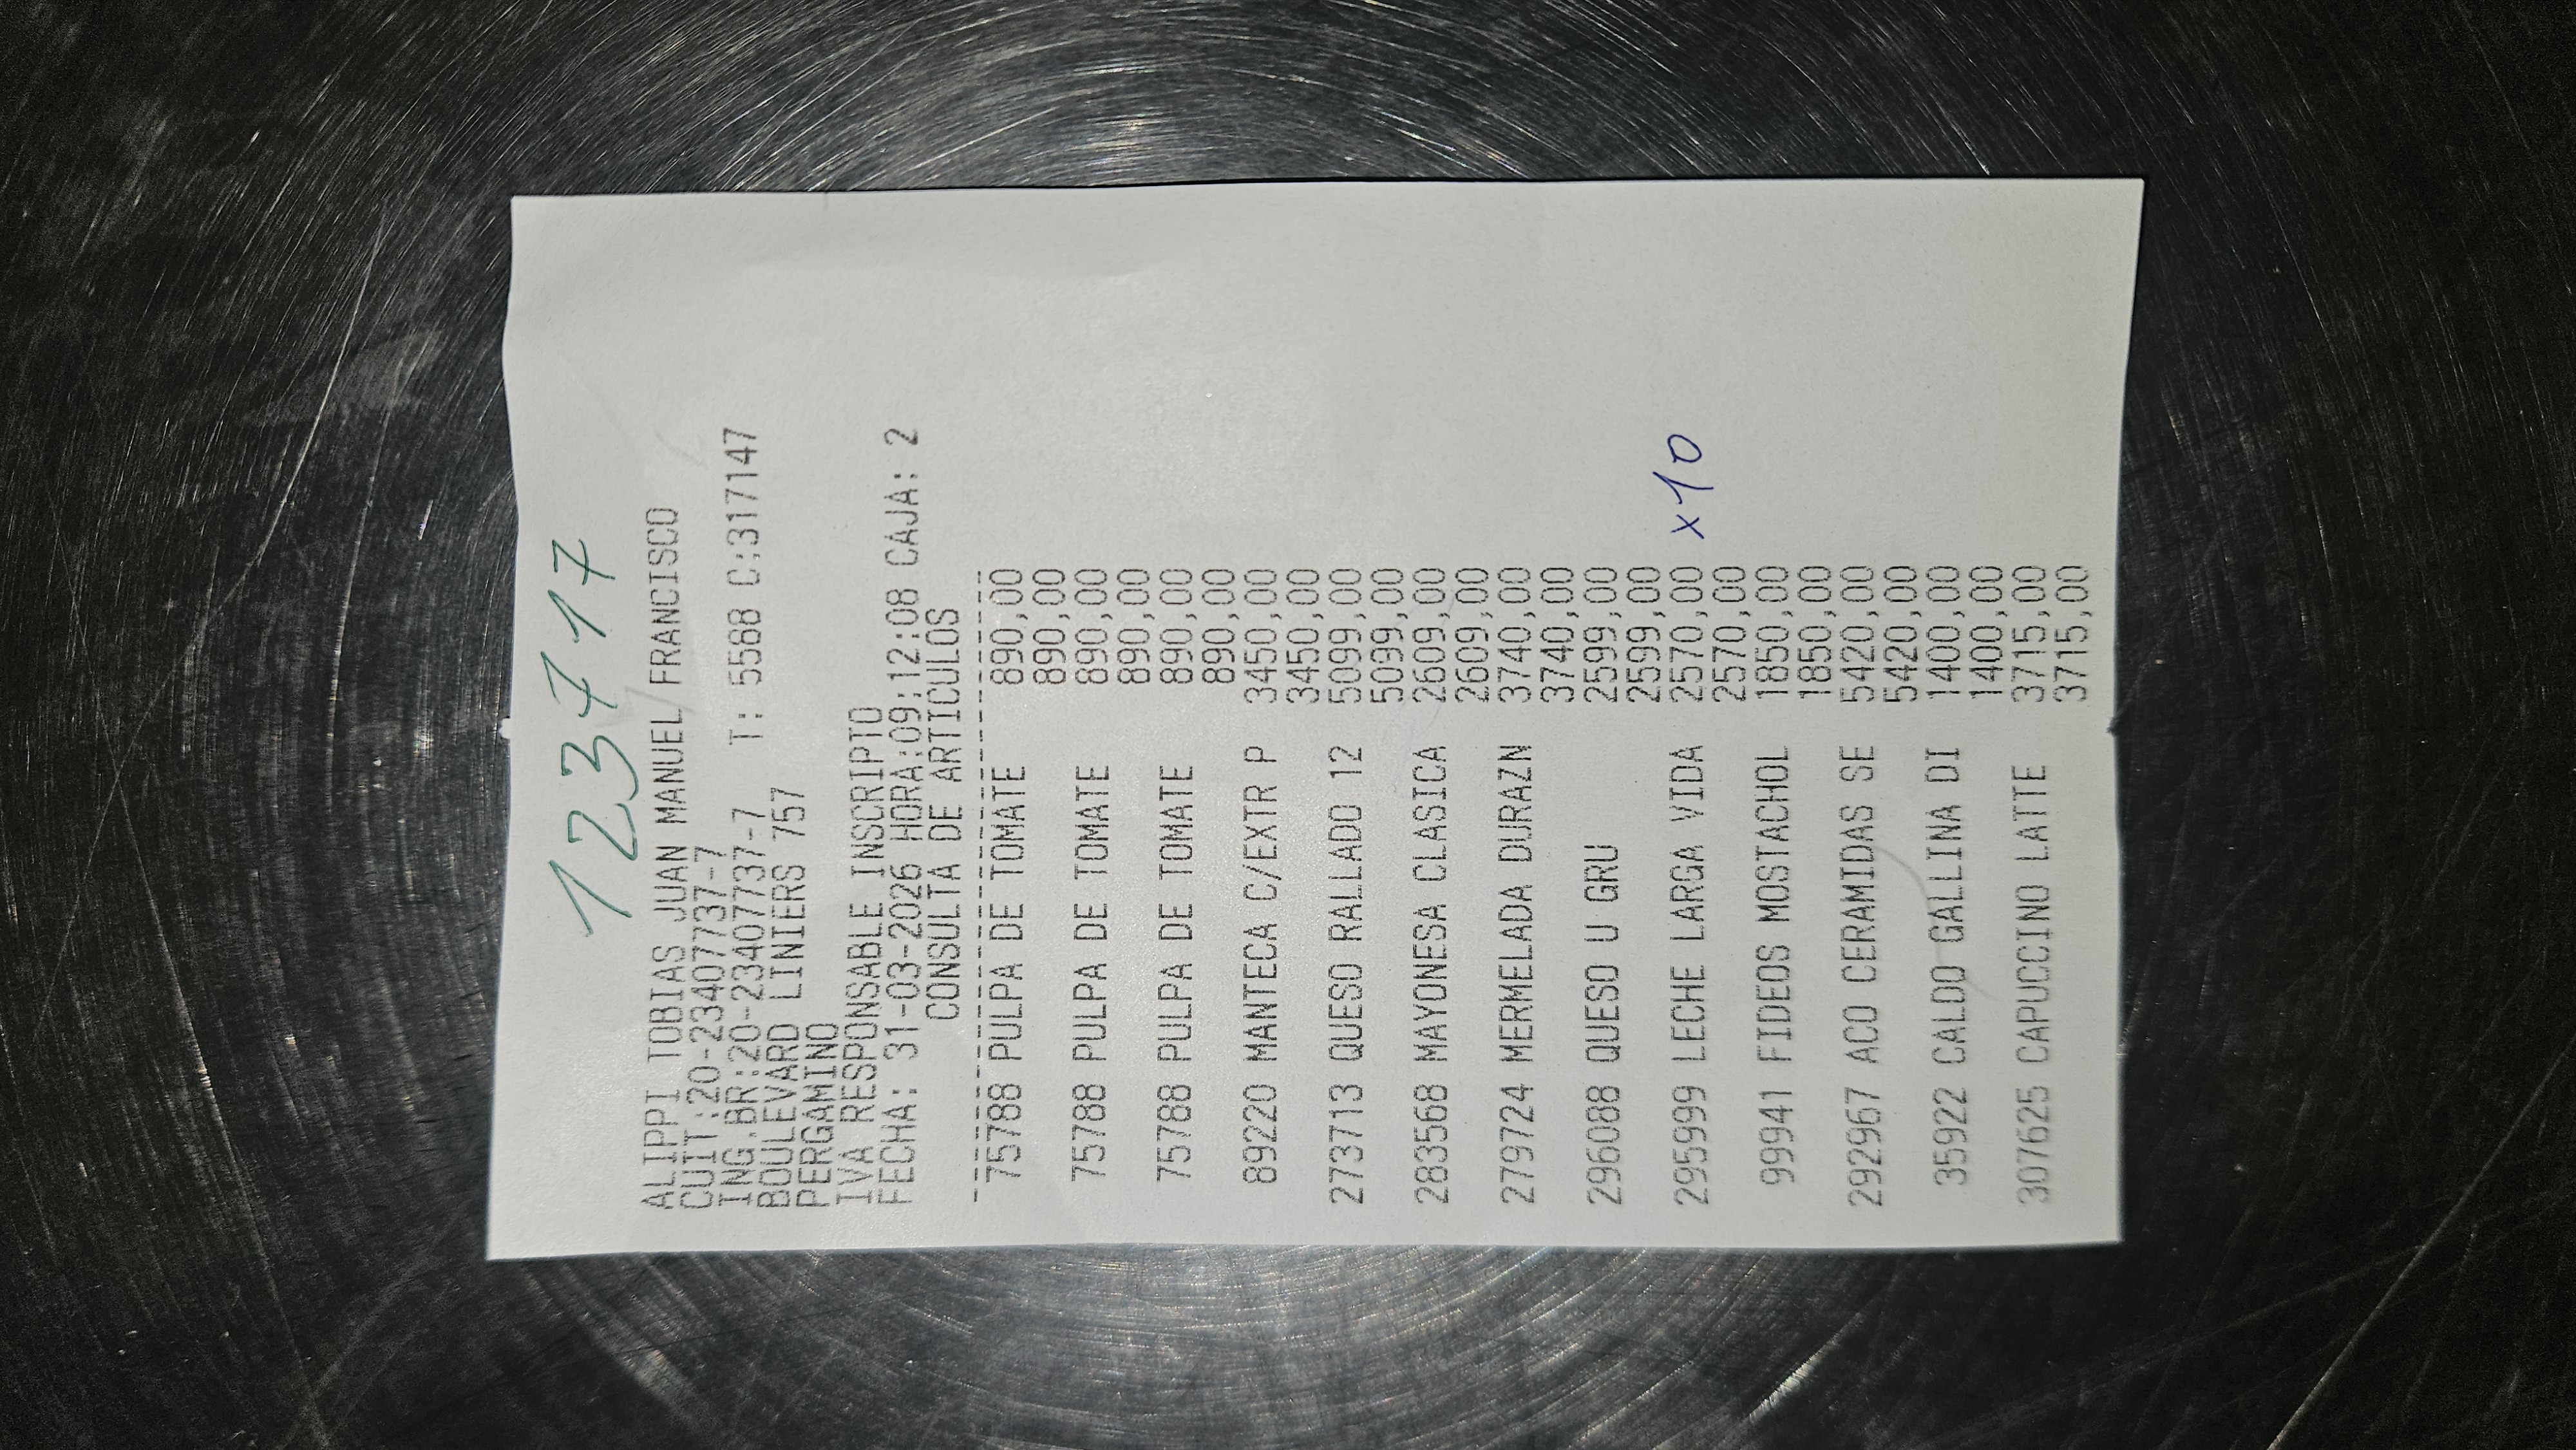 123717
ALIPPI TOBIAS JUAN MANUEL FRANCISCO
CUIT:20-23407737-7
ING.BR:20-23407737-7 T: 5568 C:317147
BOULEVARD LINIERS 757
PERGAMINO
IVA RESPONSABLE INSCRIPTO
FECHA: 31-03-2026 HORA:09:12:08 CAJA: 2
CONSULTA DE ARTICULOS
75788 PULPA DE TOMATE 890,00
890,00
75788 PULPA DE TOMATE 890,00
890,00
75788 PULPA DE TOMATE 890,00
890,00
89220 MANTECA C/EXTR P 3450,00
3450,00
273713 QUESO RALLADO 12 5099,00
5099,00
283568 MAYONESA CLASICA 2609,00
2609,00
279724 MERMELADA DURAZN 3740,00
3740,00
296088 QUESO U GRU 2599,00
2599,00
295999 LECHE LARGA VIDA 2570,00 x10
2570,00
99941 FIDEOS MOSTACHOL 1850,00
1850,00
292967 ACO CERAMIDAS SE 5420,00
5420,00
35922 CALDO GALLINA DI 1400,00
1400,00
307625 CAPUCCINO LATTE 3715,00
3715,00